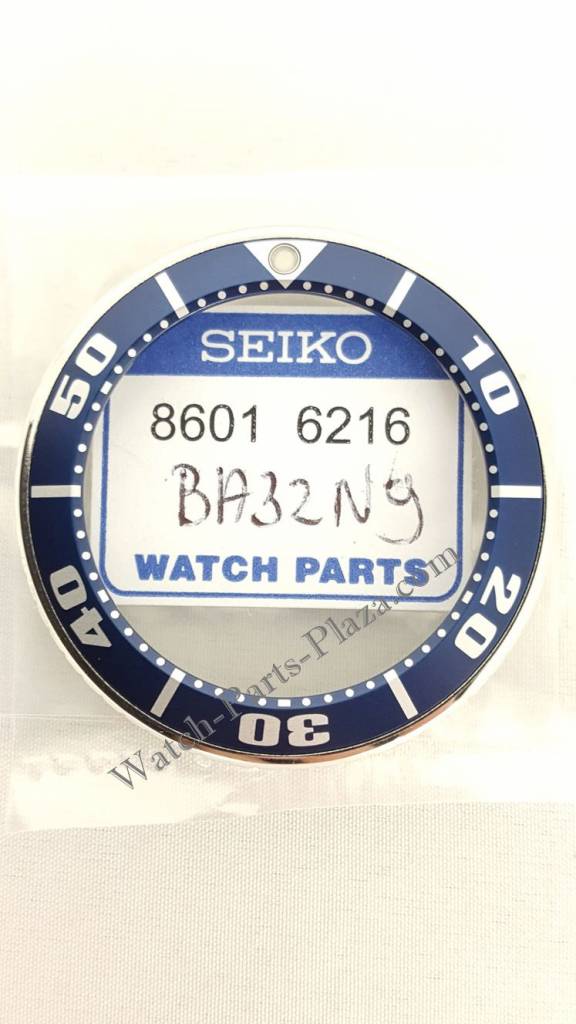 SEIKO
8601 6216
BA32N9
WATCH PARTS
10
20
30
40
50
Watch-Parts-Plaza.com